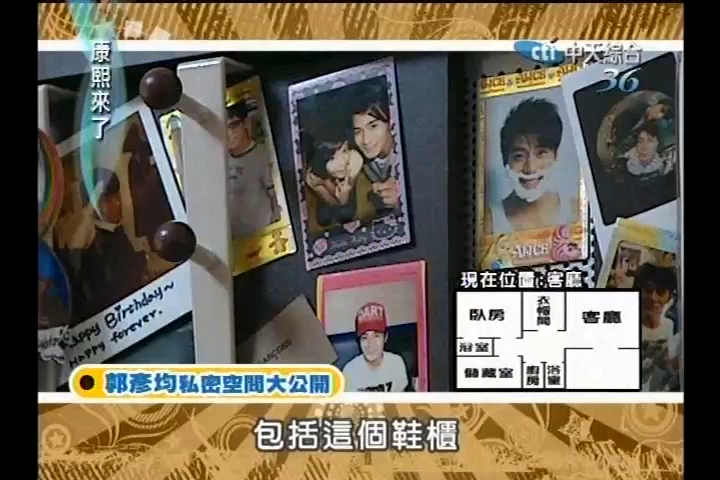 康熙來了
cti 中天綜合
36
Happy Birthday~
Happy forever.
DART
現在位置:客廳
臥房
衣帽間
客廳
浴室
儲藏室
廚房
浴室
郭彥均私密空間大公開
包括這個鞋櫃